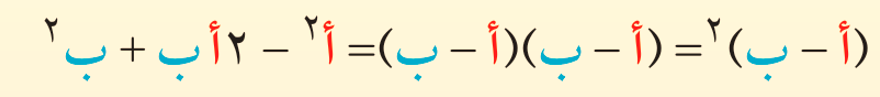 (أ − ب)٢ = (أ − ب)(أ − ب) = أ٢ − ٢أب + ب٢